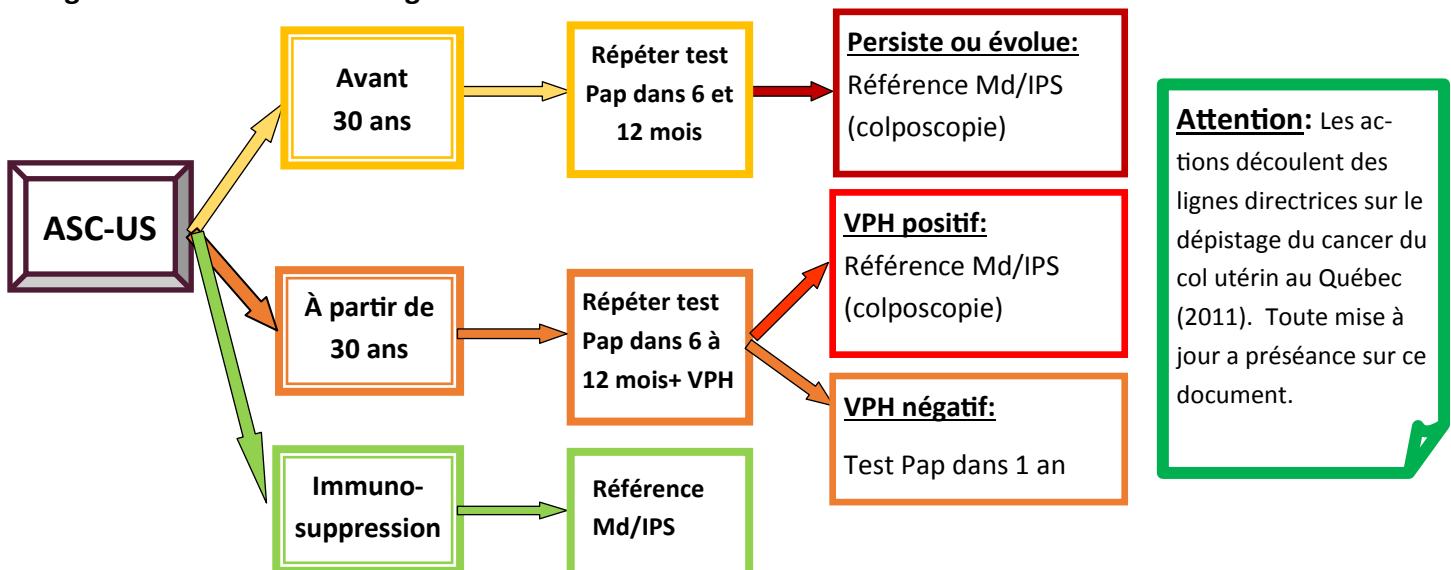 ASC-US
Avant
30 ans
Répéter test
Pap dans 6 et
12 mois
Persiste ou évolue:
Référence Md/IPS
(colposcopie)
À partir de
30 ans
Répéter test
Pap dans 6 à
12 mois+ VPH
VPH positif:
Référence Md/IPS
(colposcopie)
VPH négatif:
Test Pap dans 1 an
Immuno-
suppression
Référence
Md/IPS
Attention: Les ac-
tions découlent des
lignes directrices sur le
dépistage du cancer du
col utérin au Québec
(2011). Toute mise à
jour a préséance sur ce
document.